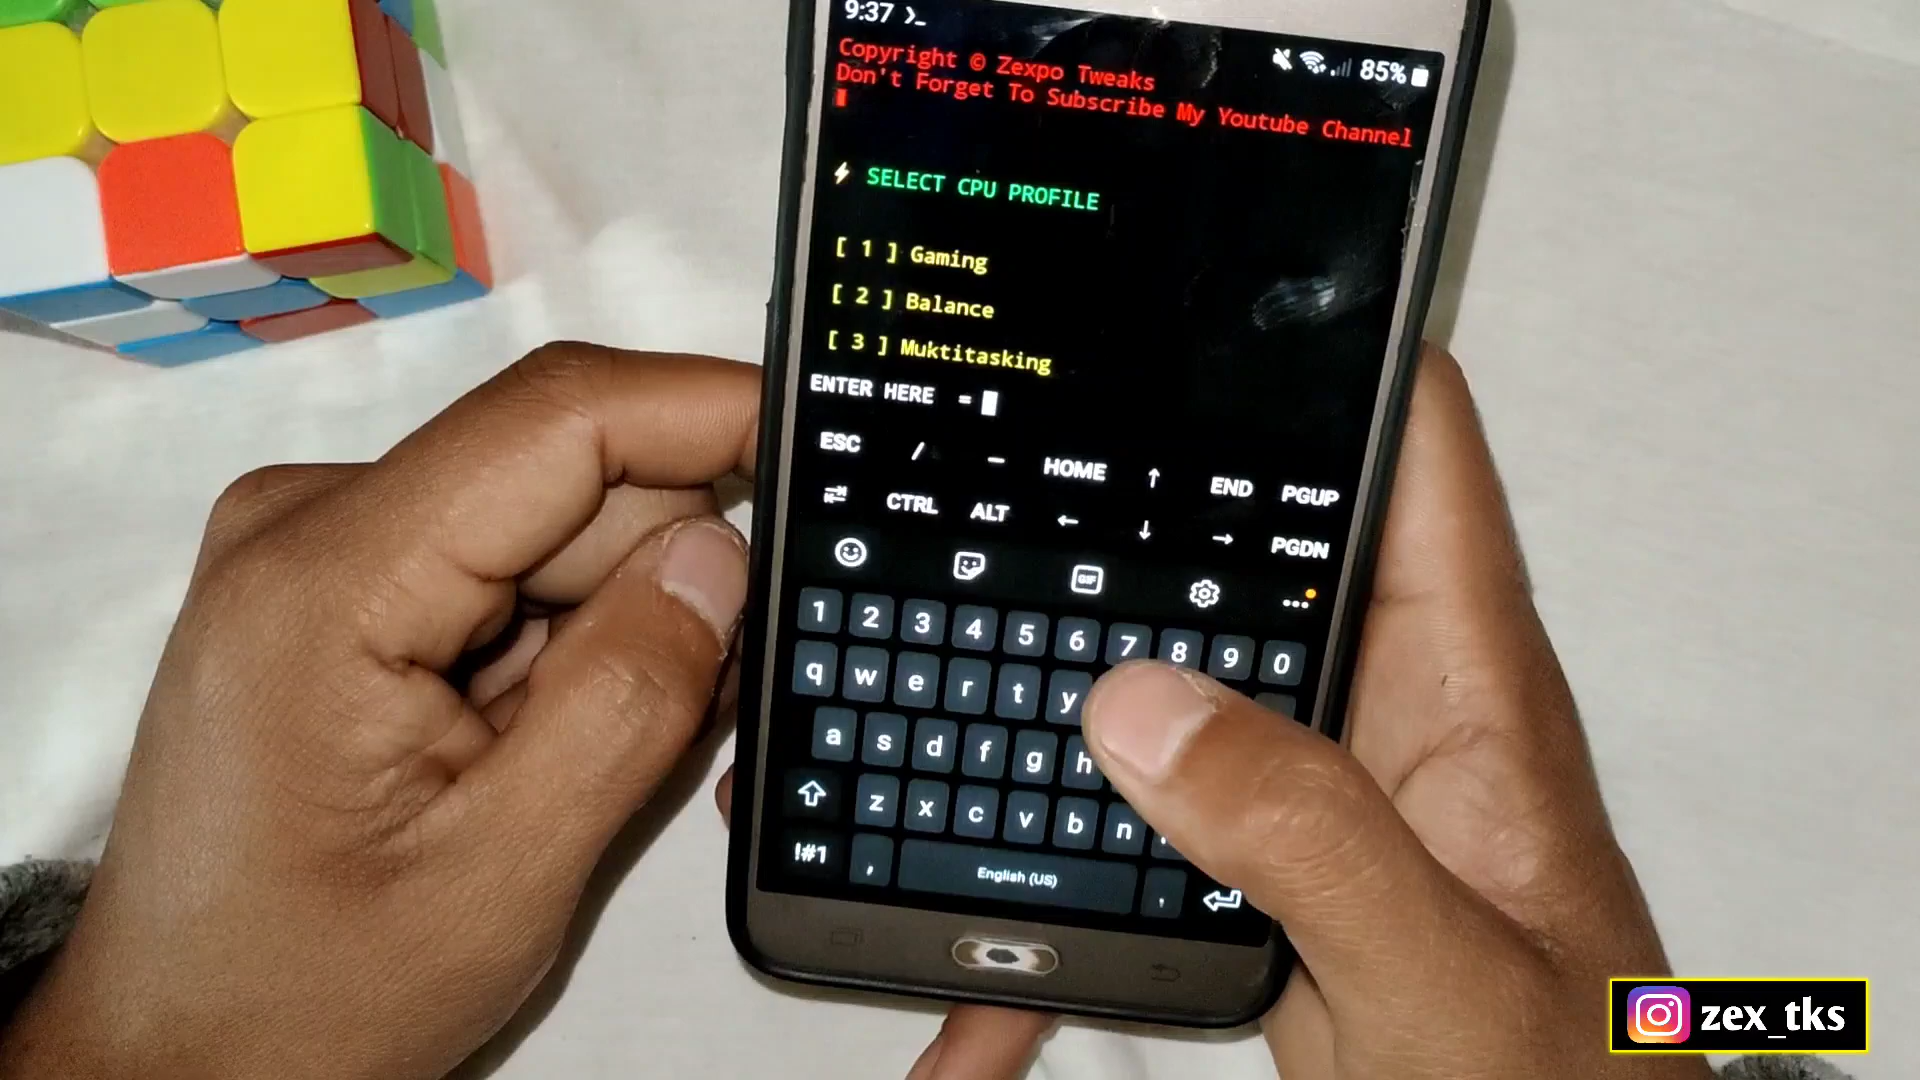 9:37 85%
Copyright © Zexpo Tweaks
Don't Forget To Subscribe My Youtube Channel
⚡ SELECT CPU PROFILE
[ 1 ] Gaming
[ 2 ] Balance
[ 3 ] Muktitasking
ENTER HERE =
ESC / — HOME ↑ END PGUP
CTRL ALT ← ↓ → PGDN
GIF
1 2 3 4 5 6 7 8 9 0
q w e r t y
a s d f g h
z x c v b n
!#1 , English (US)
zex_tks